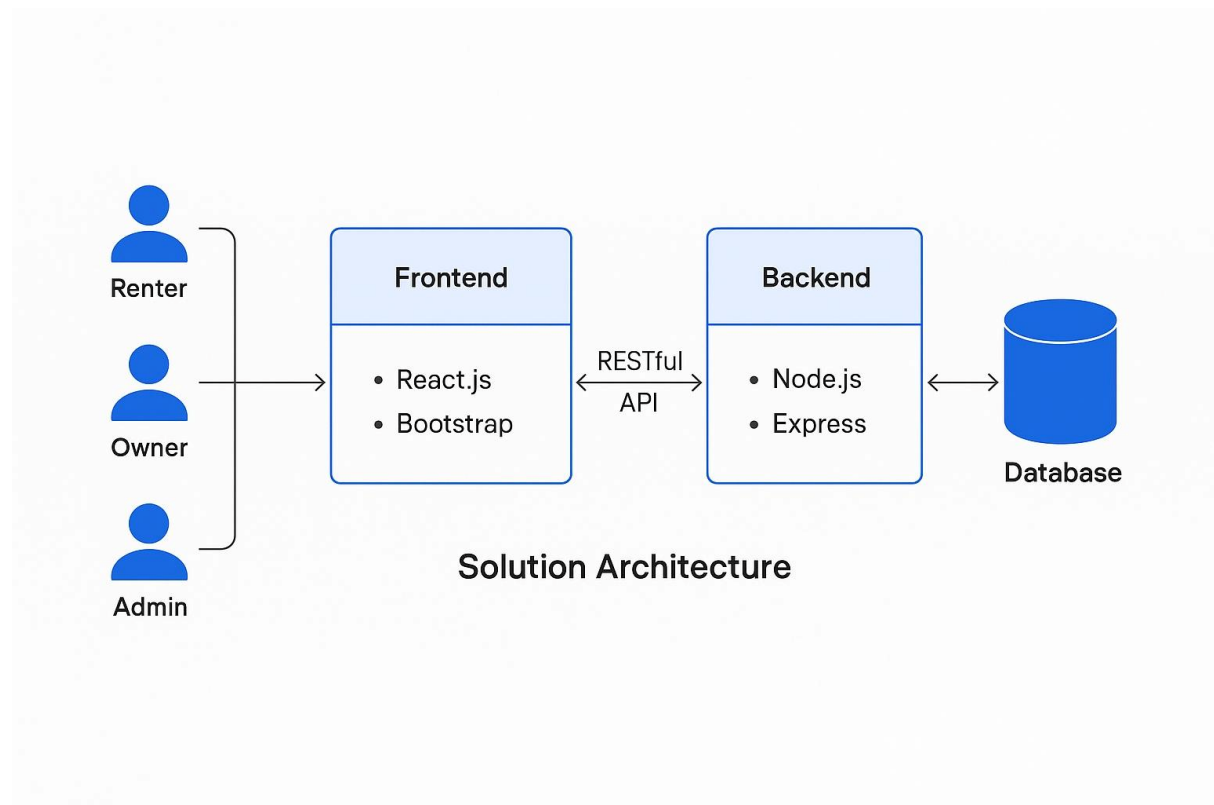 Renter
Owner
Admin
Frontend
• React.js
• Bootstrap
RESTful
API
Backend
• Node.js
• Express
Database
Solution Architecture